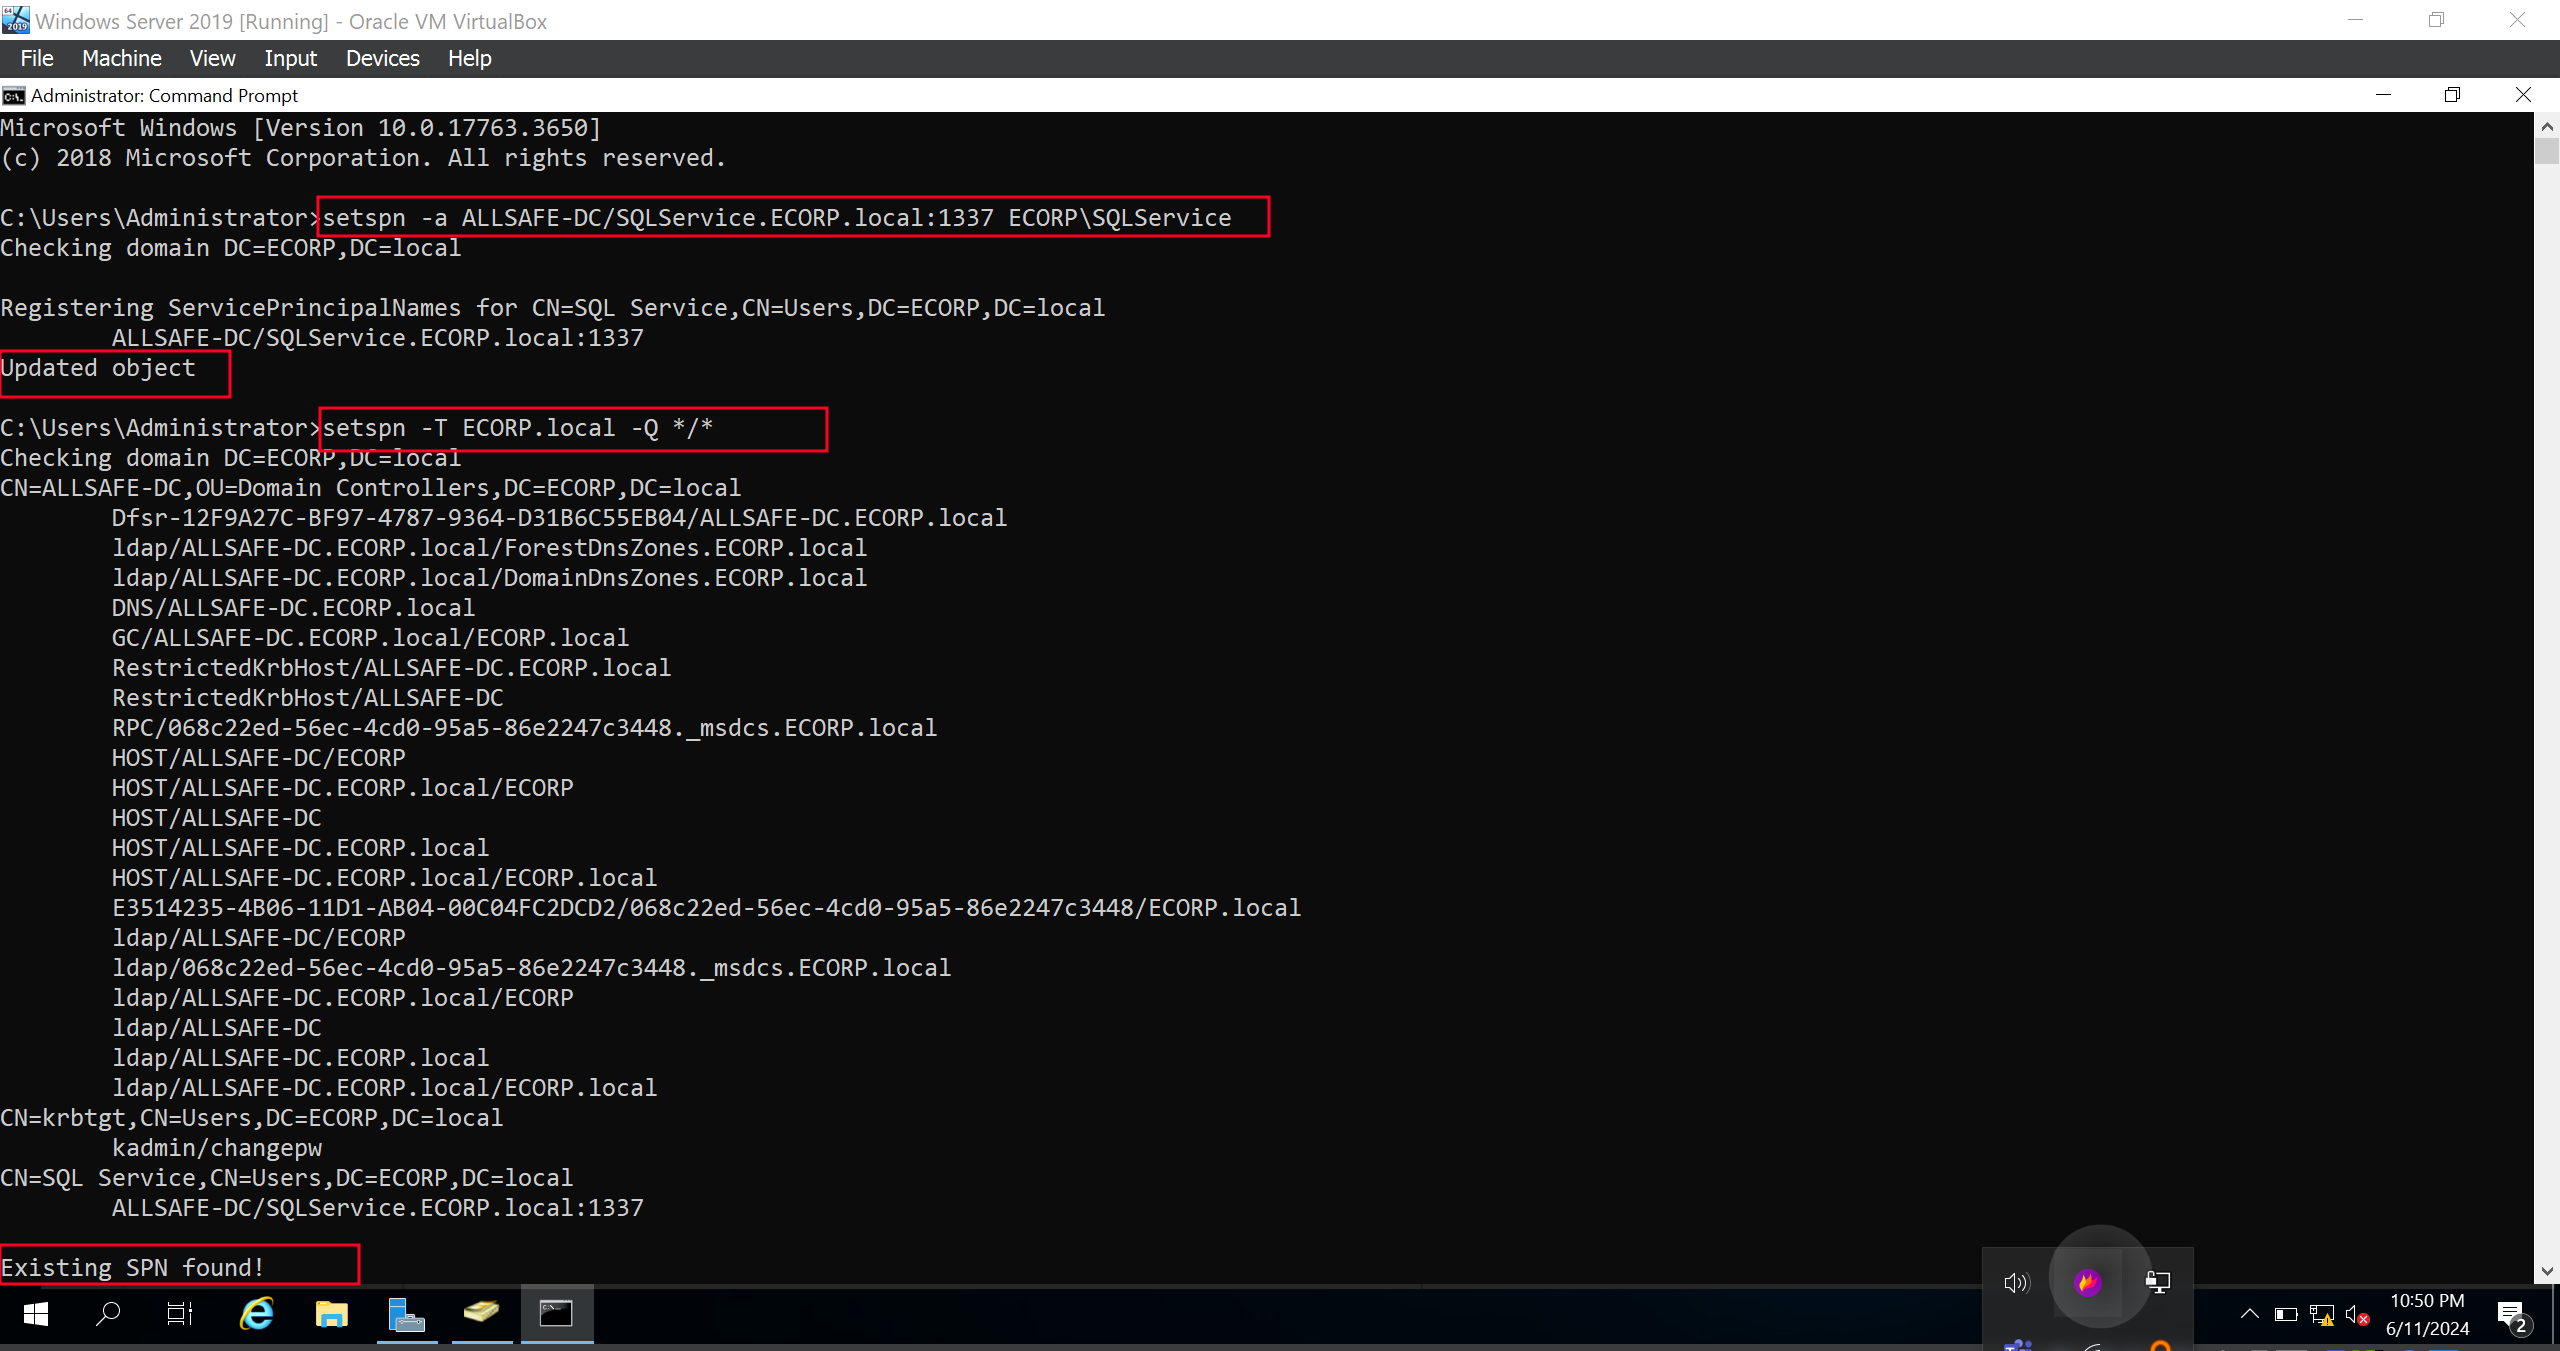 Windows Server 2019 [Running] - Oracle VM VirtualBox
File Machine View Input Devices Help
Administrator: Command Prompt
Microsoft Windows [Version 10.0.17763.3650]
(c) 2018 Microsoft Corporation. All rights reserved.
C:\Users\Administrator>setspn -a ALLSAFE-DC/SQLService.ECORP.local:1337 ECORP\SQLService
Checking domain DC=ECORP,DC=local
Registering ServicePrincipalNames for CN=SQL Service,CN=Users,DC=ECORP,DC=local
ALLSAFE-DC/SQLService.ECORP.local:1337
Updated object
C:\Users\Administrator>setspn -T ECORP.local -Q */*
Checking domain DC=ECORP,DC=local
CN=ALLSAFE-DC,OU=Domain Controllers,DC=ECORP,DC=local
Dfsr-12F9A27C-BF97-4787-9364-D31B6C55EB04/ALLSAFE-DC.ECORP.local
ldap/ALLSAFE-DC.ECORP.local/ForestDnsZones.ECORP.local
ldap/ALLSAFE-DC.ECORP.local/DomainDnsZones.ECORP.local
DNS/ALLSAFE-DC.ECORP.local
GC/ALLSAFE-DC.ECORP.local/ECORP.local
RestrictedKrbHost/ALLSAFE-DC.ECORP.local
RestrictedKrbHost/ALLSAFE-DC
RPC/068c22ed-56ec-4cd0-95a5-86e2247c3448._msdcs.ECORP.local
HOST/ALLSAFE-DC/ECORP
HOST/ALLSAFE-DC.ECORP.local/ECORP
HOST/ALLSAFE-DC
HOST/ALLSAFE-DC.ECORP.local
HOST/ALLSAFE-DC.ECORP.local/ECORP.local
E3514235-4B06-11D1-AB04-00C04FC2DCD2/068c22ed-56ec-4cd0-95a5-86e2247c3448/ECORP.local
ldap/ALLSAFE-DC/ECORP
ldap/068c22ed-56ec-4cd0-95a5-86e2247c3448._msdcs.ECORP.local
ldap/ALLSAFE-DC.ECORP.local/ECORP
ldap/ALLSAFE-DC
ldap/ALLSAFE-DC.ECORP.local
ldap/ALLSAFE-DC.ECORP.local/ECORP.local
CN=krbtgt,CN=Users,DC=ECORP,DC=local
kadmin/changepw
CN=SQL Service,CN=Users,DC=ECORP,DC=local
ALLSAFE-DC/SQLService.ECORP.local:1337
Existing SPN found!
10:50 PM
6/11/2024
2